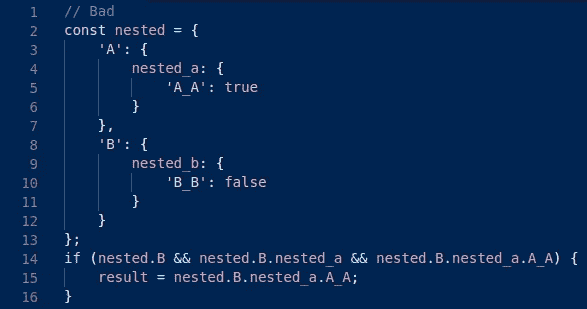 1 // Bad
2 const nested = {
3 'A': {
4 nested_a: {
5 'A_A': true
6 }
7 },
8 'B': {
9 nested_b: {
10 'B_B': false
11 }
12 }
13 };
14 if (nested.B && nested.B.nested_a && nested.B.nested_a.A_A) {
15 result = nested.B.nested_a.A_A;
16 }